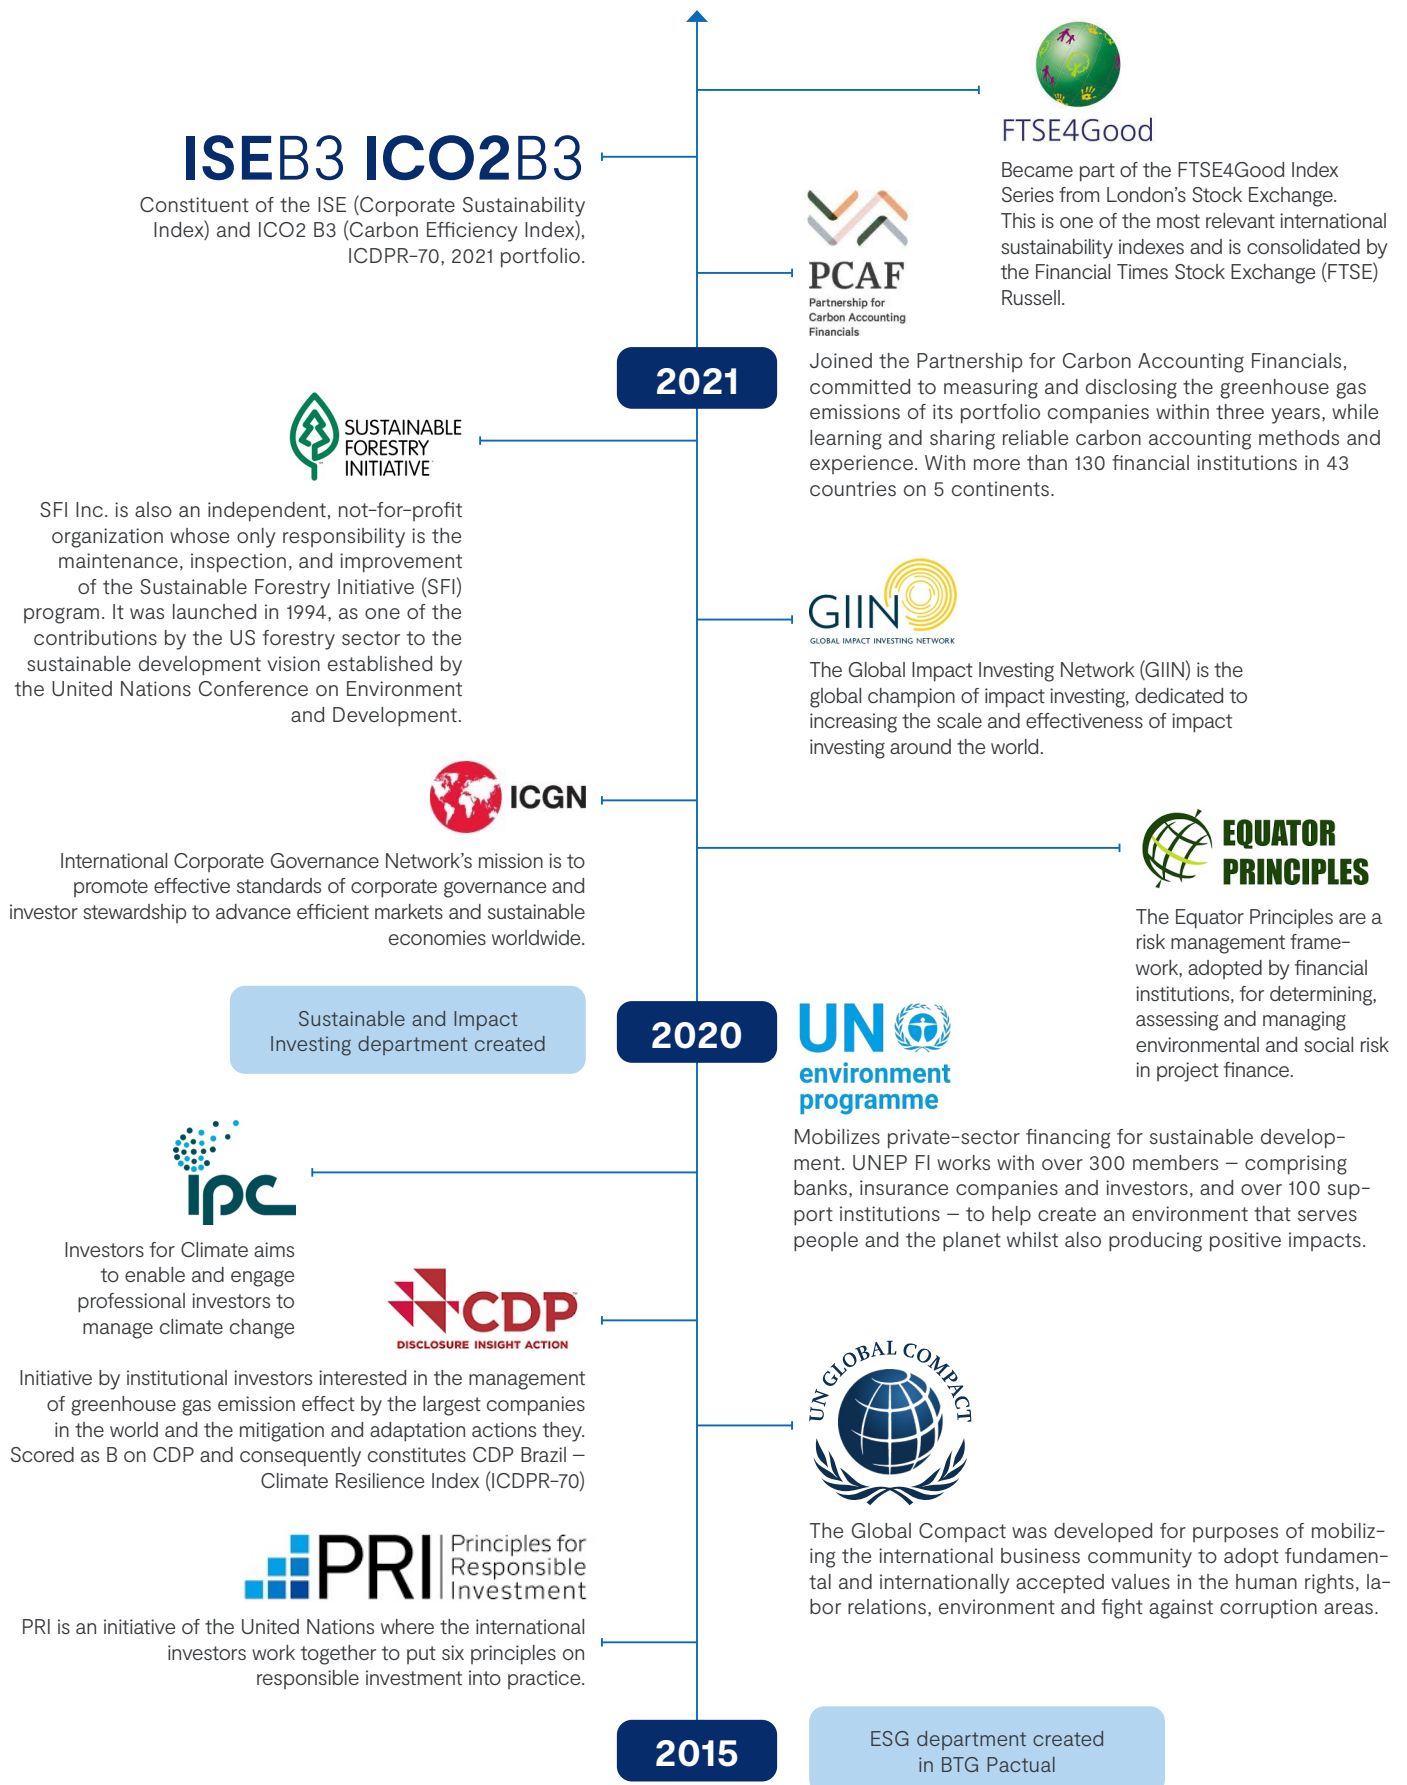 FTSE4Good
Became part of the FTSE4Good Index
Series from London's Stock Exchange.
This is one of the most relevant international
sustainability indexes and is consolidated by
the Financial Times Stock Exchange (FTSE)
Russell.
ISEB3 ICO2B3
Constituent of the ISE (Corporate Sustainability
Index) and ICO2 B3 (Carbon Efficiency Index),
ICDPR-70, 2021 portfolio.
PCAF
Partnership for
Carbon Accounting
Financials
Joined the Partnership for Carbon Accounting Financials,
committed to measuring and disclosing the greenhouse gas
emissions of its portfolio companies within three years, while
learning and sharing reliable carbon accounting methods and
experience. With more than 130 financial institutions in 43
countries on 5 continents.
2021
SUSTAINABLE
FORESTRY
INITIATIVE
SFI Inc. is also an independent, not-for-profit
organization whose only responsibility is the
maintenance, inspection, and improvement
of the Sustainable Forestry Initiative (SFI)
program. It was launched in 1994, as one of the
contributions by the US forestry sector to the
sustainable development vision established by
the United Nations Conference on Environment
and Development.
GIIN
GLOBAL IMPACT INVESTING NETWORK
The Global Impact Investing Network (GIIN) is the
global champion of impact investing, dedicated to
increasing the scale and effectiveness of impact
investing around the world.
ICGN
International Corporate Governance Network's mission is to
promote effective standards of corporate governance and
investor stewardship to advance efficient markets and sustainable
economies worldwide.
EQUATOR
PRINCIPLES
The Equator Principles are a
risk management frame-
work, adopted by financial
institutions, for determining,
assessing and managing
environmental and social risk
in project finance.
Sustainable and Impact
Investing department created
2020
UN
environment
programme
Mobilizes private-sector financing for sustainable develop-
ment. UNEP FI works with over 300 members – comprising
banks, insurance companies and investors, and over 100 sup-
port institutions – to help create an environment that serves
people and the planet whilst also producing positive impacts.
ipc
Investors for Climate aims
to enable and engage
professional investors to
manage climate change
CDP
DISCLOSURE INSIGHT ACTION
Initiative by institutional investors interested in the management
of greenhouse gas emission effect by the largest companies
in the world and the mitigation and adaptation actions they.
Scored as B on CDP and consequently constitutes CDP Brazil –
Climate Resilience Index (ICDPR-70)
UN GLOBAL COMPACT
The Global Compact was developed for purposes of mobiliz-
ing the international business community to adopt fundamen-
tal and internationally accepted values in the human rights, la-
bor relations, environment and fight against corruption areas.
PRI
Principles for
Responsible
Investment
PRI is an initiative of the United Nations where the international
investors work together to put six principles on
responsible investment into practice.
2015
ESG department created
in BTG Pactual